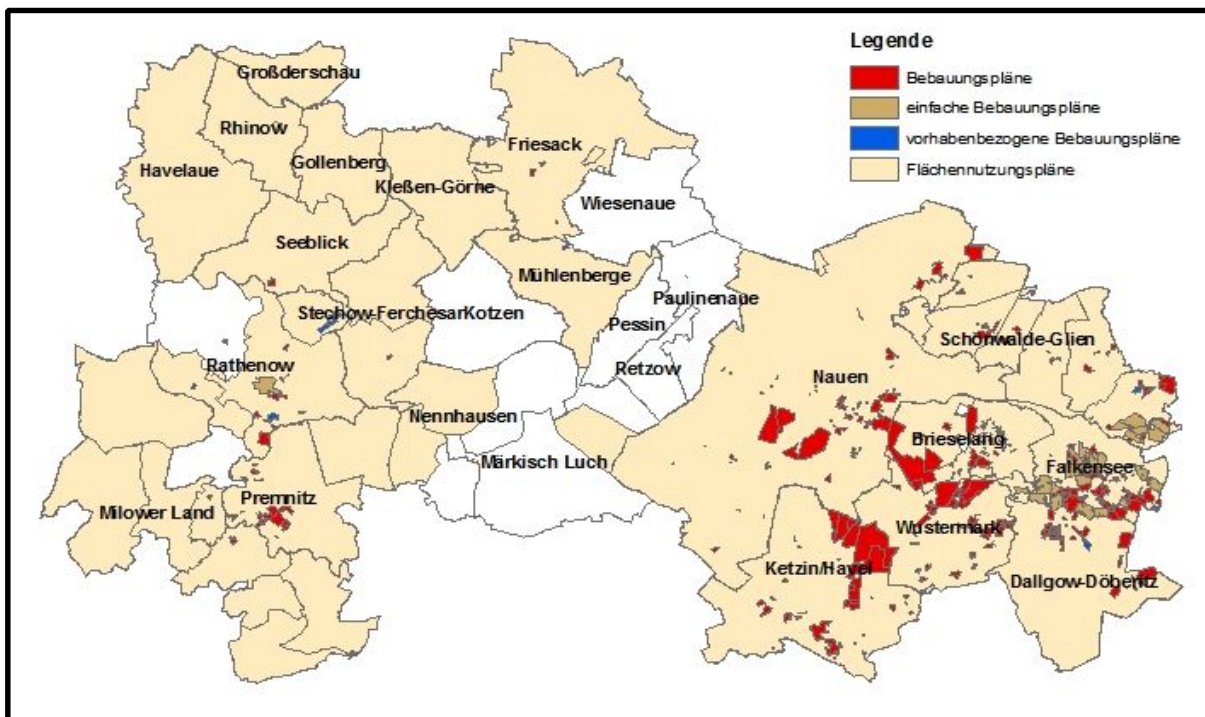 Legende
Bebauungspläne
einfache Bebauungspläne
vorhabenbezogene Bebauungspläne
Flächennutzungspläne
Großderschau
Rhinow
Friesack
Gollenberg
Havelaue
Kleßen-Görne
Wiesenaue
Seeblick
Mühlenberge
Paulinenaue
Stechow-Ferchesar
Kotzen
Pessin
Schönwalde-Glien
Rathenow
Retzow
Nauen
Nennhausen
Brieselang
Märkisch Luch
Falkensee
Premnitz
Milower Land
Wustermark
Ketzin/Havel
Dallgow-Döberitz